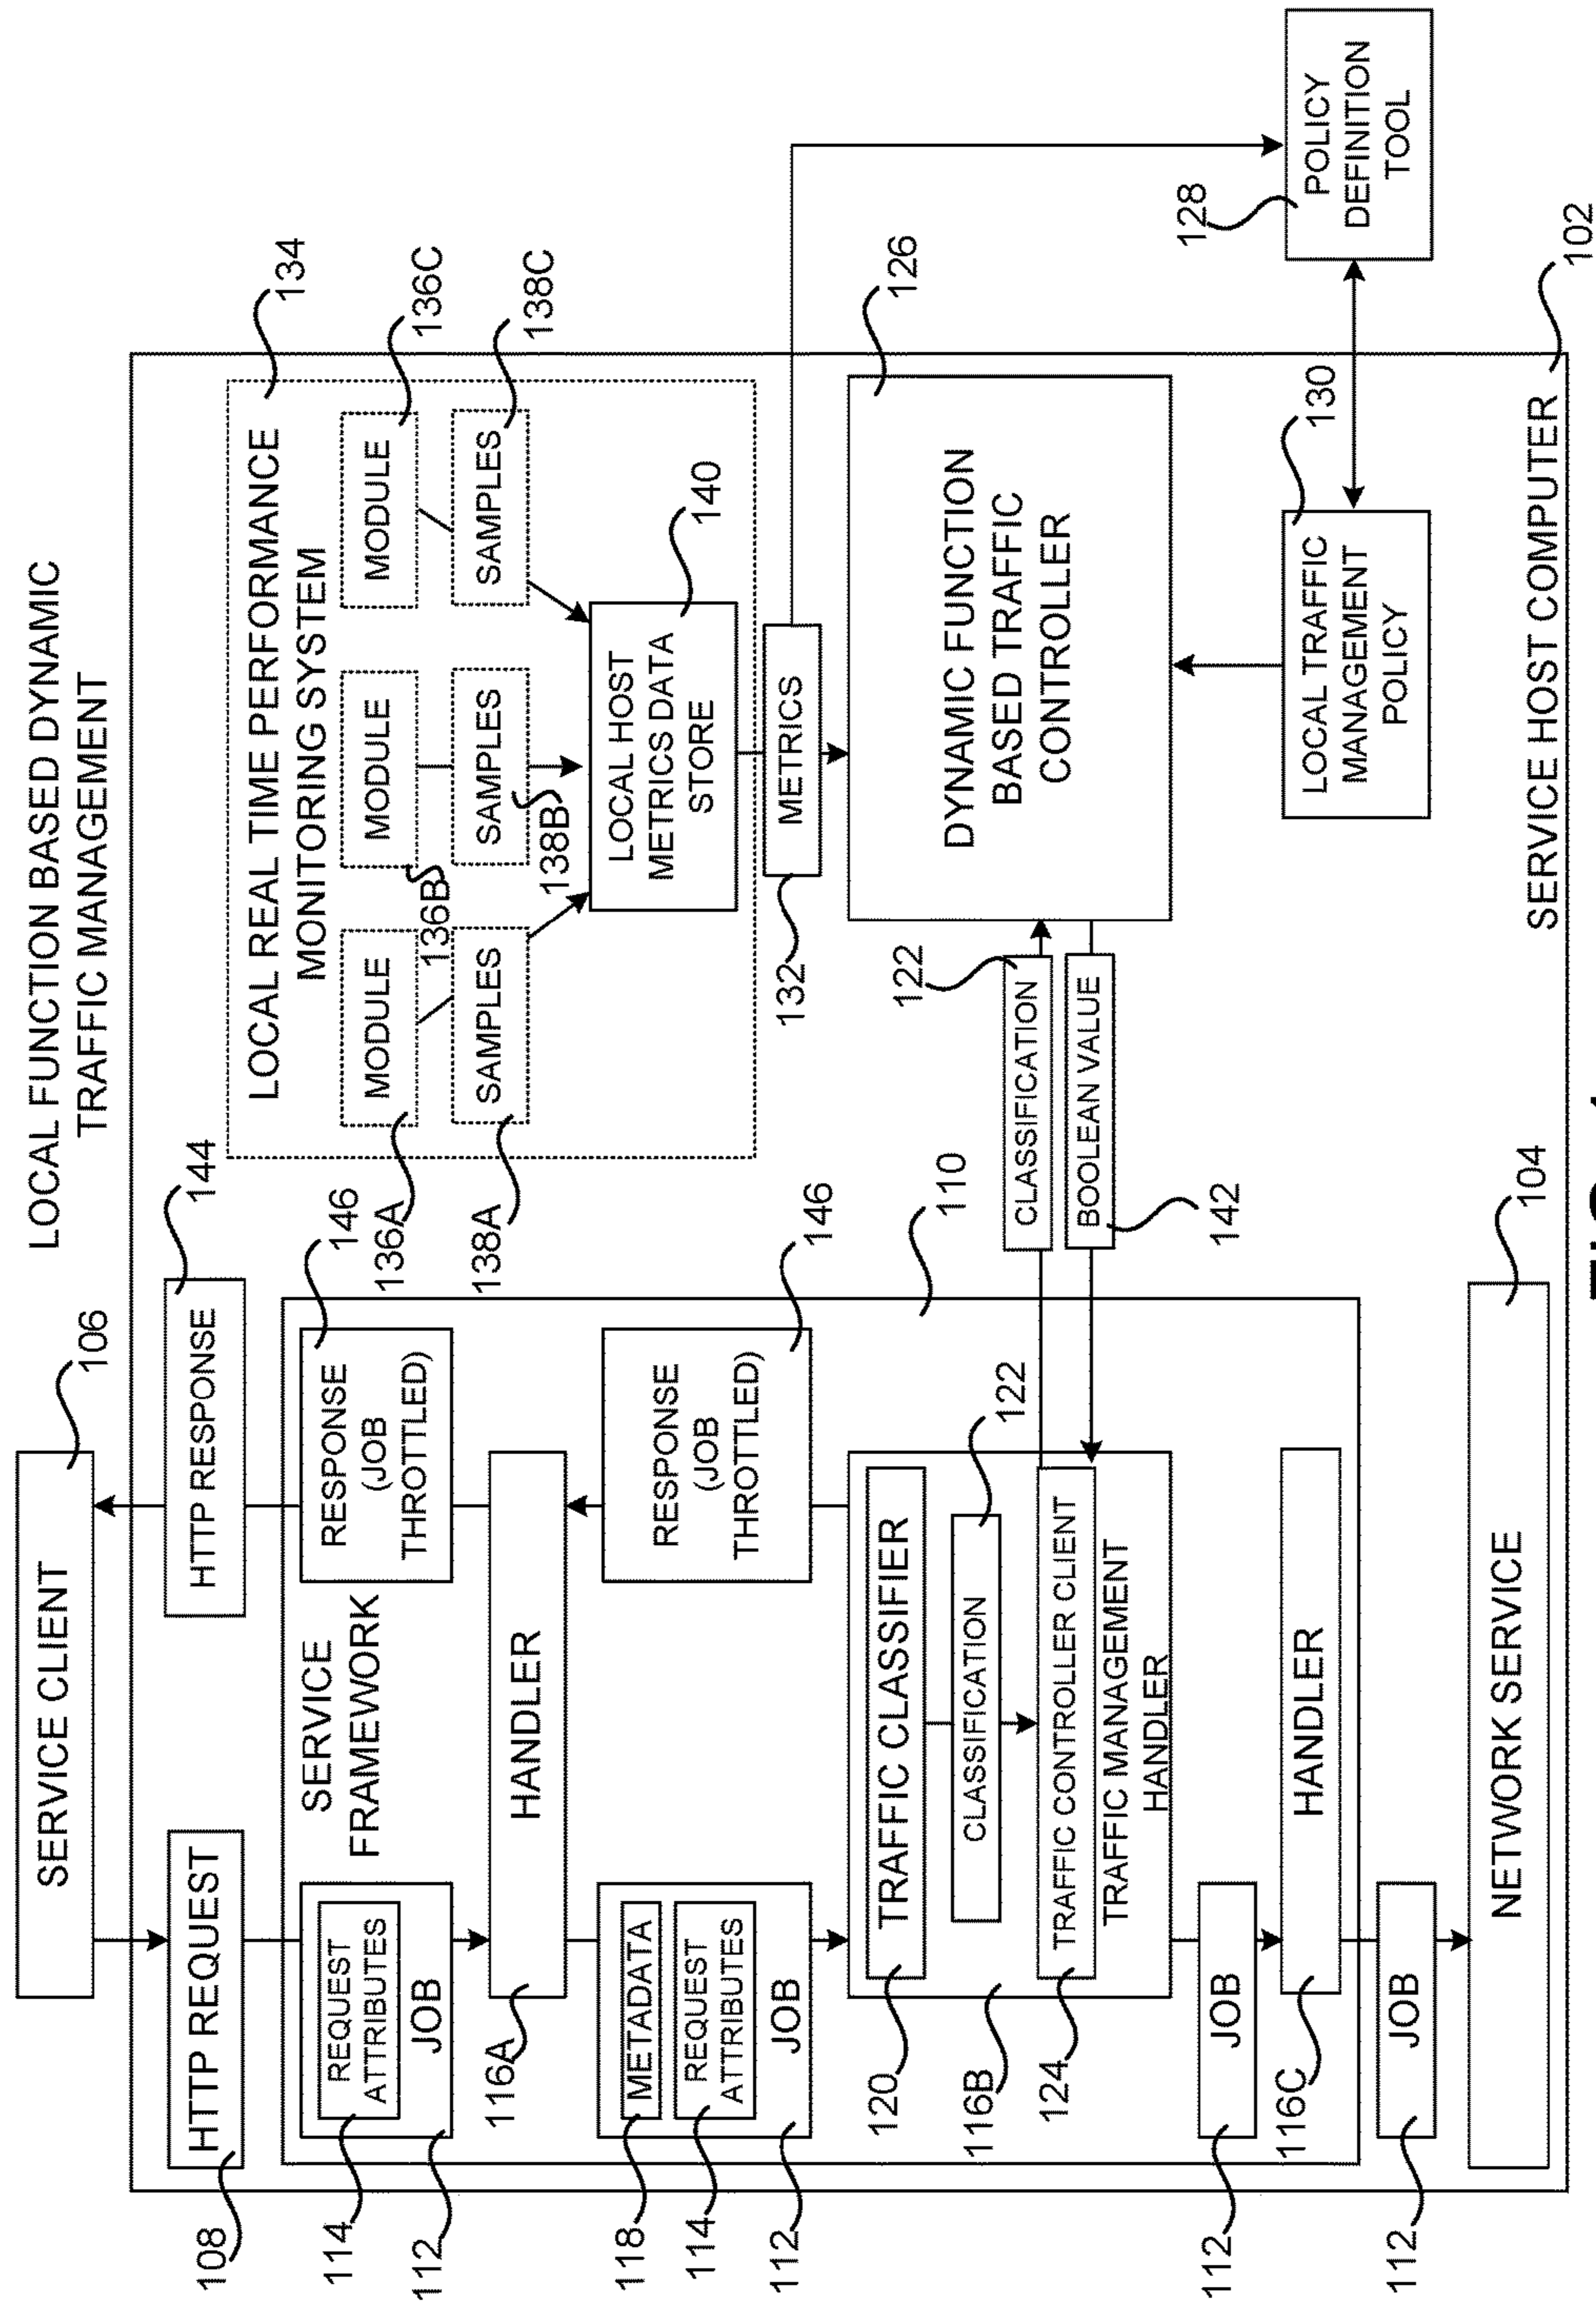 LOCAL FUNCTION BASED DYNAMIC
TRAFFIC MANAGEMENT
SERVICE CLIENT
106
HTTP REQUEST
108
HTTP RESPONSE
144
SERVICE
FRAMEWORK
REQUEST
ATTRIBUTES
JOB
114
112
RESPONSE
(JOB
THROTTLED)
146
HANDLER
116A
METADATA
REQUEST
ATTRIBUTES
JOB
118
114
112
RESPONSE
(JOB
THROTTLED)
146
110
TRAFFIC CLASSIFIER
120
CLASSIFICATION
122
TRAFFIC CONTROLLER CLIENT
124
TRAFFIC MANAGEMENT
HANDLER
116B
JOB
112
HANDLER
116C
JOB
112
NETWORK SERVICE
104
LOCAL REAL TIME PERFORMANCE
MONITORING SYSTEM
134
MODULE
136A
MODULE
136B
MODULE
136C
SAMPLES
138A
SAMPLES
138B
SAMPLES
138C
LOCAL HOST
METRICS DATA
STORE
140
METRICS
132
CLASSIFICATION
122
BOOLEAN VALUE
142
DYNAMIC FUNCTION
BASED TRAFFIC
CONTROLLER
126
LOCAL TRAFFIC
MANAGEMENT
POLICY
130
POLICY
DEFINITION
TOOL
128
SERVICE HOST COMPUTER
102